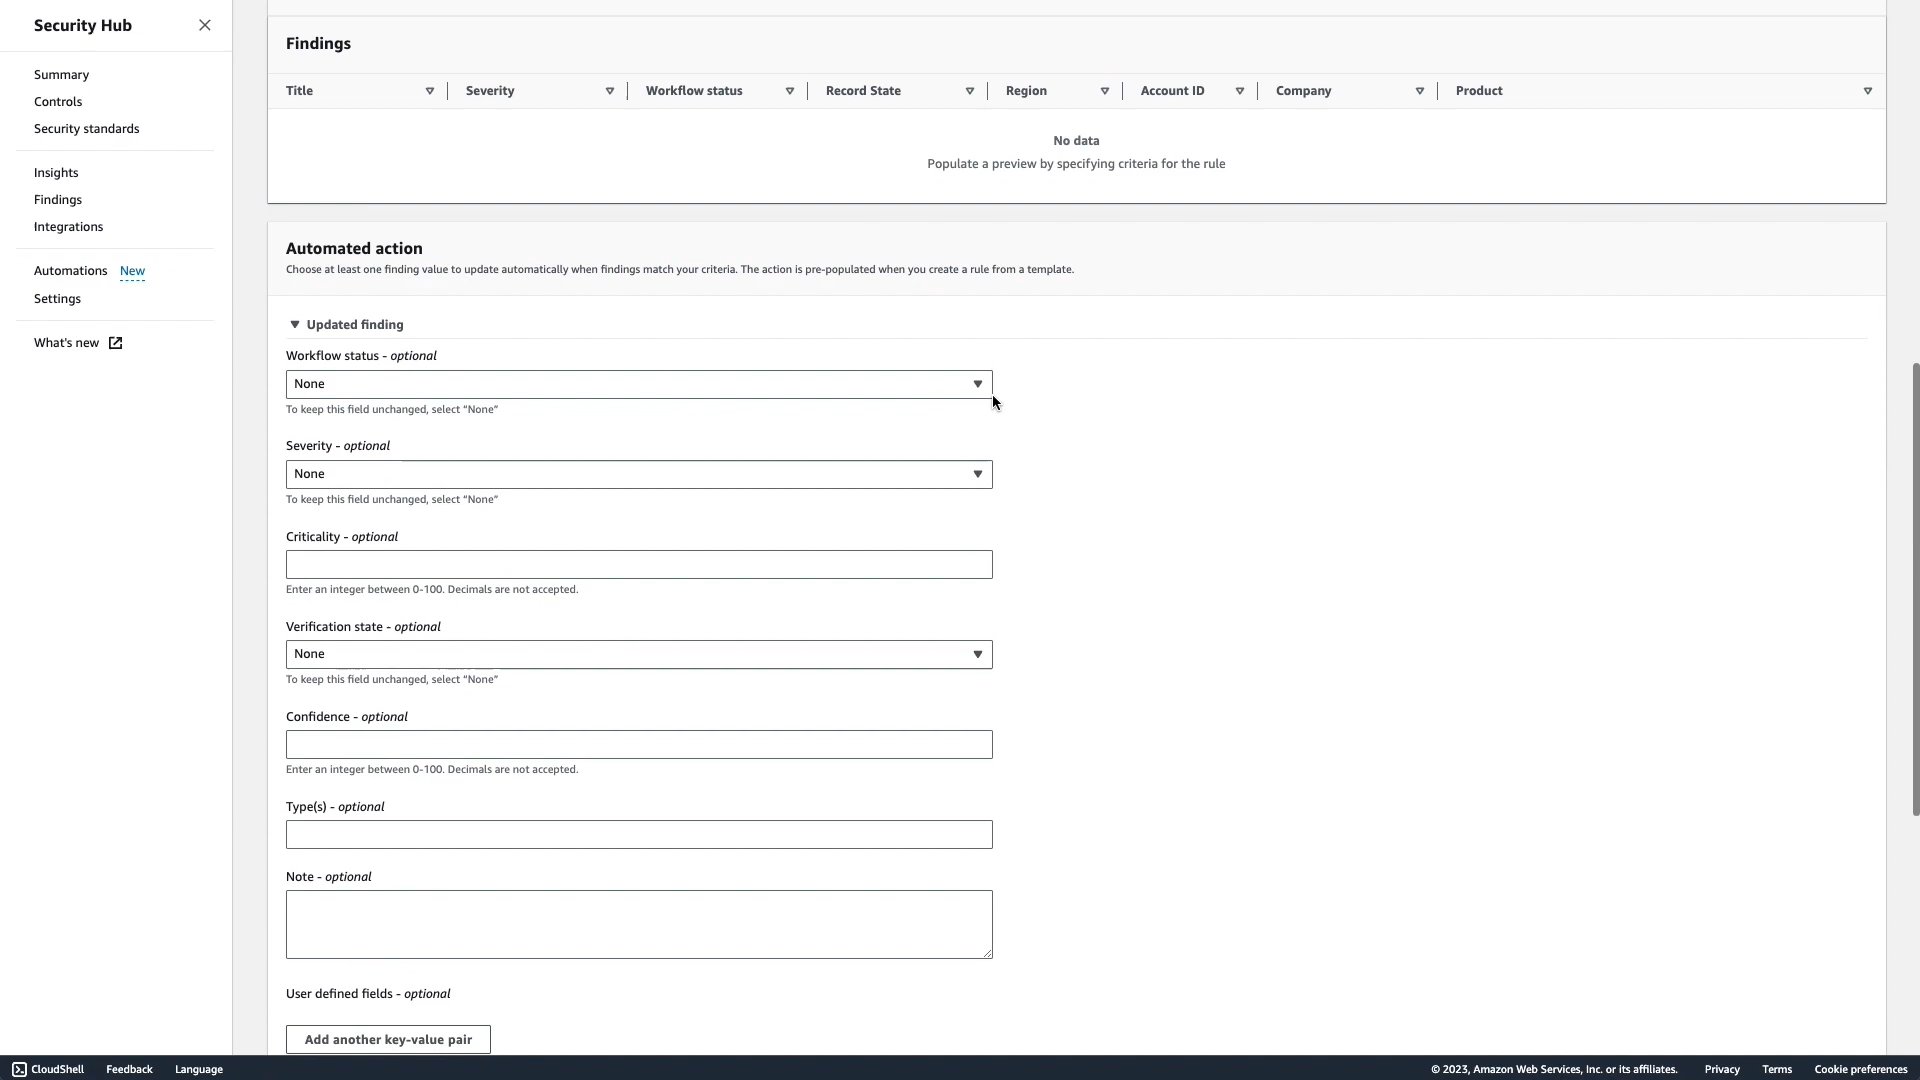 Security Hub
Summary
Controls
Security standards
Insights
Findings
Integrations
Automations New
Settings
What's new
Findings
Title Severity Workflow status Record State Region Account ID Company Product
No data
Populate a preview by specifying criteria for the rule
Automated action
Choose at least one finding value to update automatically when findings match your criteria. The action is pre-populated when you create a rule from a template.
Updated finding
Workflow status - optional
None
To keep this field unchanged, select “None”
Severity - optional
None
To keep this field unchanged, select “None”
Criticality - optional
Enter an integer between 0-100. Decimals are not accepted.
Verification state - optional
None
To keep this field unchanged, select “None”
Confidence - optional
Enter an integer between 0-100. Decimals are not accepted.
Type(s) - optional
Note - optional
User defined fields - optional
Add another key-value pair
CloudShell Feedback Language © 2023, Amazon Web Services, Inc. or its affiliates. Privacy Terms Cookie preferences